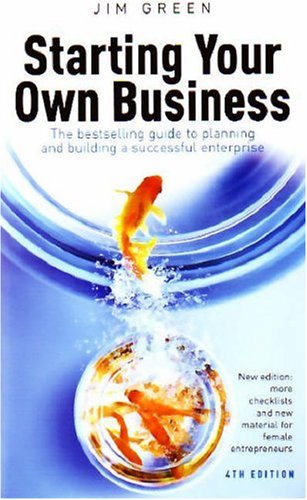 JIM GREEN
Starting Your
Own Business
The bestselling guide to planning
and building a successful enterprise
New edition:
more
checklists
and new
material for
female
entrepreneurs
4TH EDITION